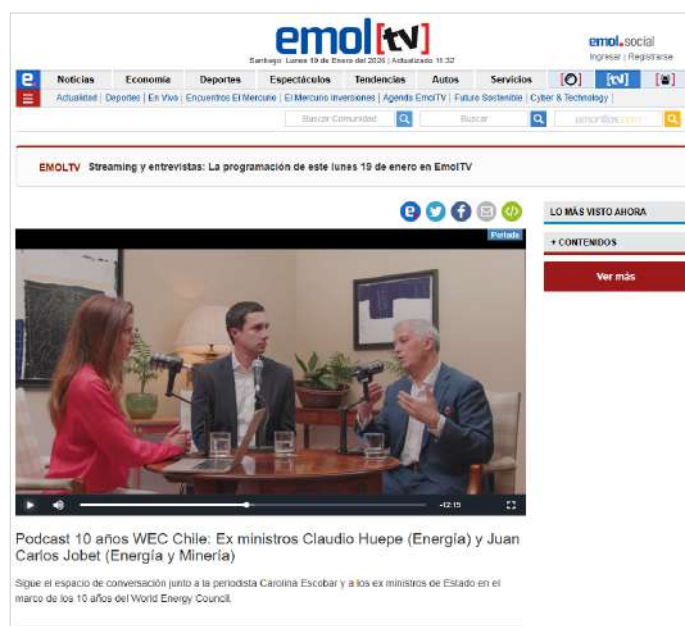 emol[tv]
Santiago Lunes 19 de Enero del 2026 | Actualizado 11:32
emol.social
Ingresar | Registrarse
e Noticias Economía Deportes Espectáculos Tendencias Autos Servicios [tv]
Actualidad | Deportes | En Vivo | Encuentros El Mercurio | El Mercurio Inversiones | Agenda EmolTV | Futuro Sostenible | Cyber & Technology |
Buscar Comunidad Buscar amarillas.com
EMOLTV Streaming y entrevistas: La programación de este lunes 19 de enero en EmolTV
LO MÁS VISTO AHORA
Portada
+ CONTENIDOS
Ver más
-12:15
Podcast 10 años WEC Chile: Ex ministros Claudio Huepe (Energía) y Juan
Carlos Jobet (Energía y Minería)
Sigue el espacio de conversación junto a la periodista Carolina Escobar y a los ex ministros de Estado en el
marco de los 10 años del World Energy Council.